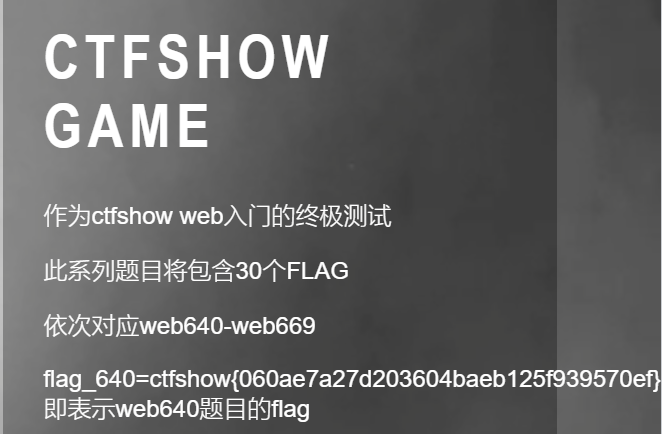 CTFSHOW
GAME
作为ctfshow web入门的终极测试
此系列题目将包含30个FLAG
依次对应web640-web669
flag_640=ctfshow{060ae7a27d203604baeb125f939570ef}
即表示web640题目的flag